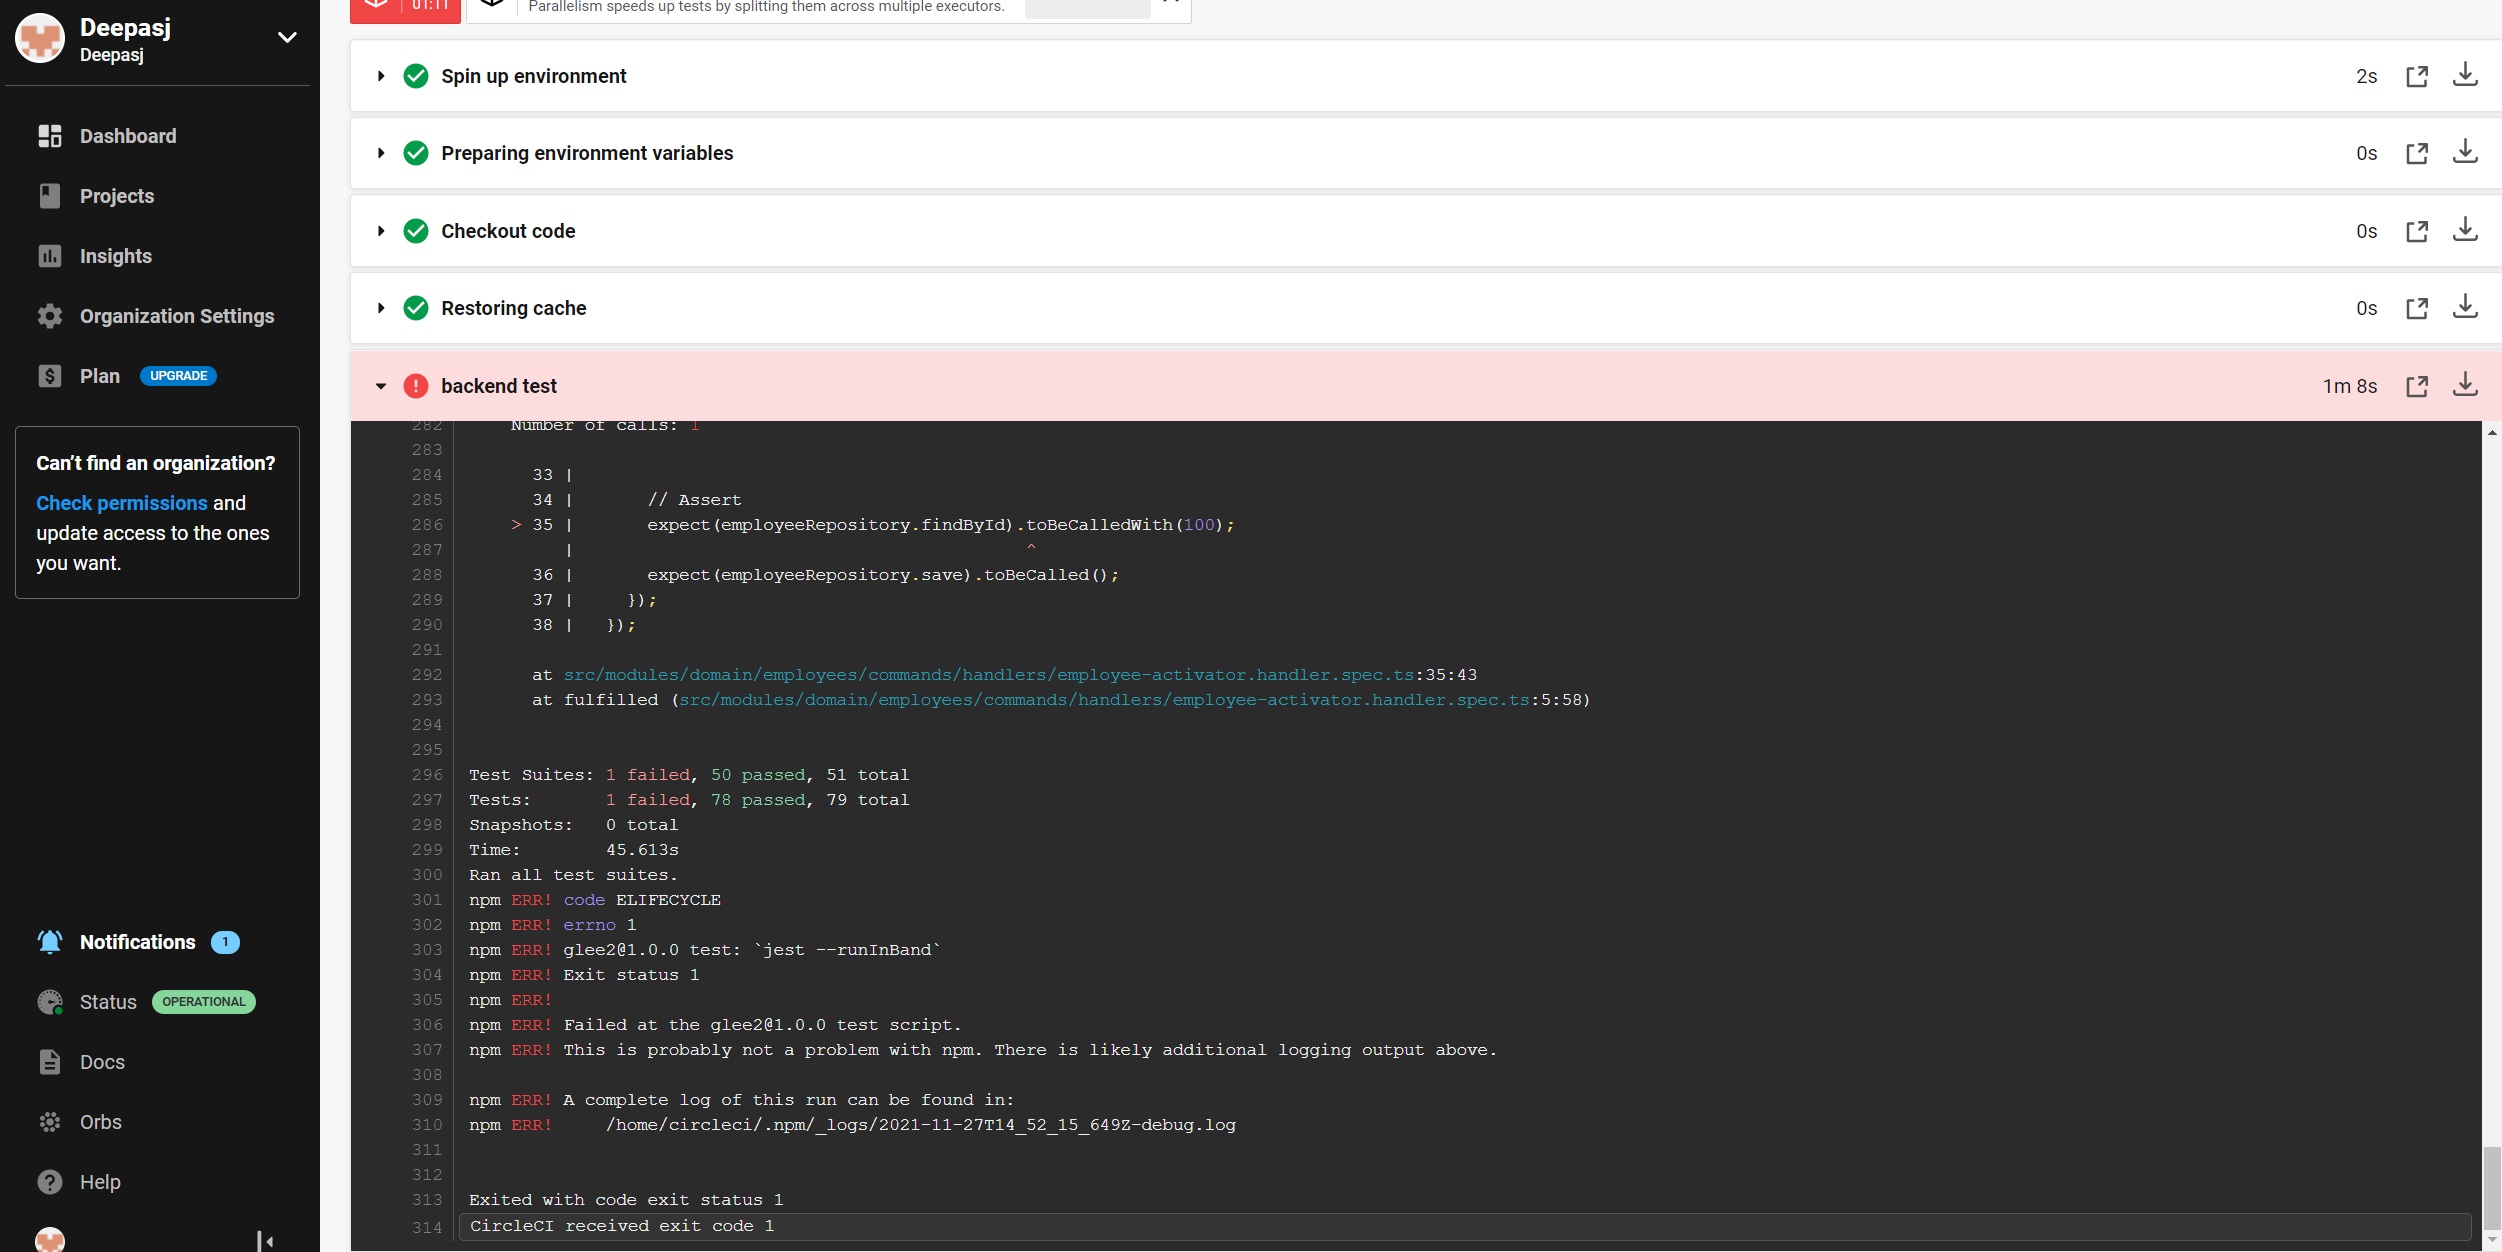 Deepasj
Deepasj
Dashboard
Projects
Insights
Organization Settings
Plan UPGRADE
Can't find an organization?
Check permissions and
update access to the ones
you want.
Notifications 1
Status OPERATIONAL
Docs
Orbs
Help
01:11
Parallelism speeds up tests by splitting them across multiple executors.
Spin up environment 2s
Preparing environment variables 0s
Checkout code 0s
Restoring cache 0s
backend test 1m 8s
282 Number of calls: 1
283
284 33 |
285 34 | // Assert
286 > 35 | expect(employeeRepository.findById).toBeCalledWith(100);
287 | ^
288 36 | expect(employeeRepository.save).toBeCalled();
289 37 | });
290 38 | });
291
292 at src/modules/domain/employees/commands/handlers/employee-activator.handler.spec.ts:35:43
293 at fulfilled (src/modules/domain/employees/commands/handlers/employee-activator.handler.spec.ts:5:58)
294
295
296 Test Suites: 1 failed, 50 passed, 51 total
297 Tests: 1 failed, 78 passed, 79 total
298 Snapshots: 0 total
299 Time: 45.613s
300 Ran all test suites.
301 npm ERR! code ELIFECYCLE
302 npm ERR! errno 1
303 npm ERR! glee2@1.0.0 test: `jest --runInBand`
304 npm ERR! Exit status 1
305 npm ERR!
306 npm ERR! Failed at the glee2@1.0.0 test script.
307 npm ERR! This is probably not a problem with npm. There is likely additional logging output above.
308
309 npm ERR! A complete log of this run can be found in:
310 npm ERR! /home/circleci/.npm/_logs/2021-11-27T14_52_15_649Z-debug.log
311
312
313 Exited with code exit status 1
314 CircleCI received exit code 1